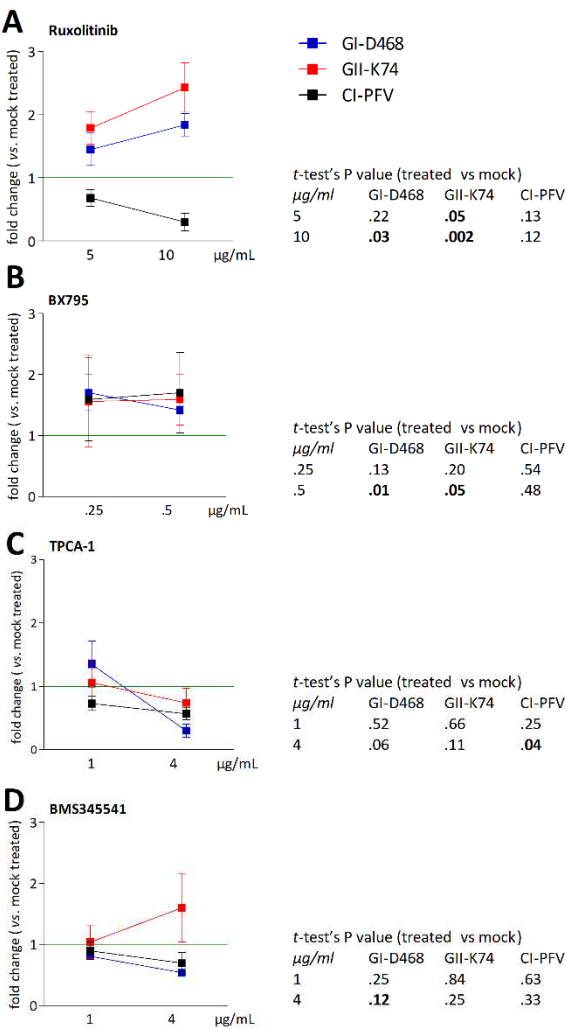 A
Ruxolitinib
fold change ( vs. mock treated)
3
2
1
0
5 10 µg/mL
GI-D468
GII-K74
CI-PFV
t-test's P value (treated vs mock)
µg/ml GI-D468 GII-K74 CI-PFV
5 .22 .05 .13
10 .03 .002 .12
B
BX795
fold change ( vs. mock treated)
3
2
1
0
.25 .5 µg/mL
t-test's P value (treated vs mock)
µg/ml GI-D468 GII-K74 CI-PFV
.25 .13 .20 .54
.5 .01 .05 .48
C
TPCA-1
fold change ( vs. mock treated)
3
2
1
0
1 4 µg/mL
t-test's P value (treated vs mock)
µg/ml GI-D468 GII-K74 CI-PFV
1 .52 .66 .25
4 .06 .11 .04
D
BMS345541
fold change ( vs. mock treated)
3
2
1
0
1 4 µg/mL
t-test's P value (treated vs mock)
µg/ml GI-D468 GII-K74 CI-PFV
1 .25 .84 .63
4 .12 .25 .33